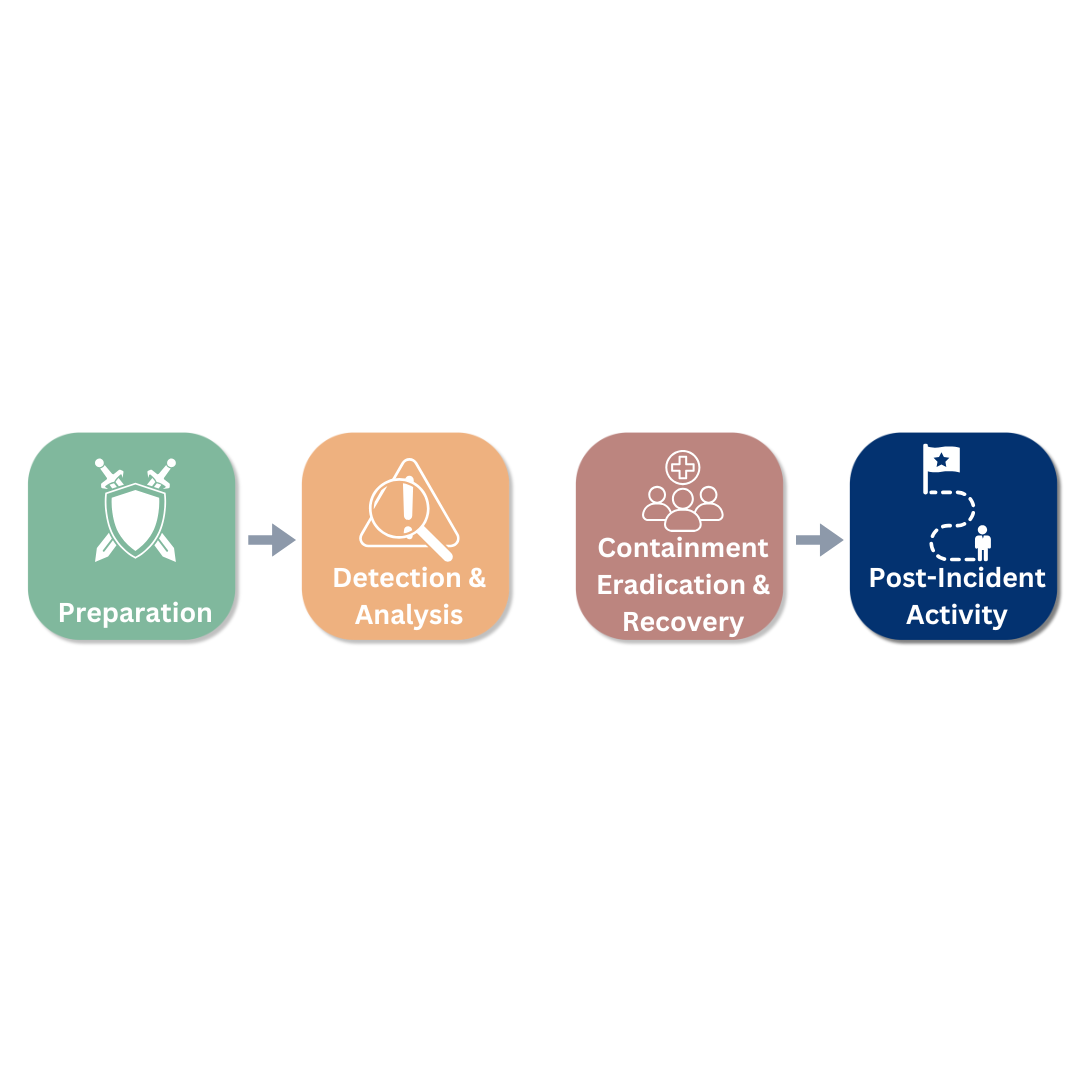 Preparation
Detection &
Analysis
Containment
Eradication &
Recovery
Post-Incident
Activity